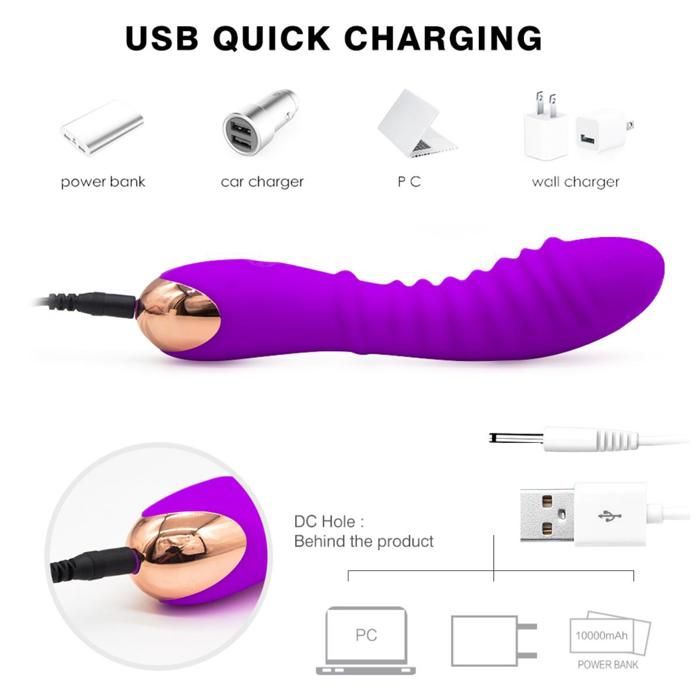 USB QUICK CHARGING
power bank
car charger
P C
wall charger
DC Hole :
Behind the product
PC
10000mAh
POWER BANK